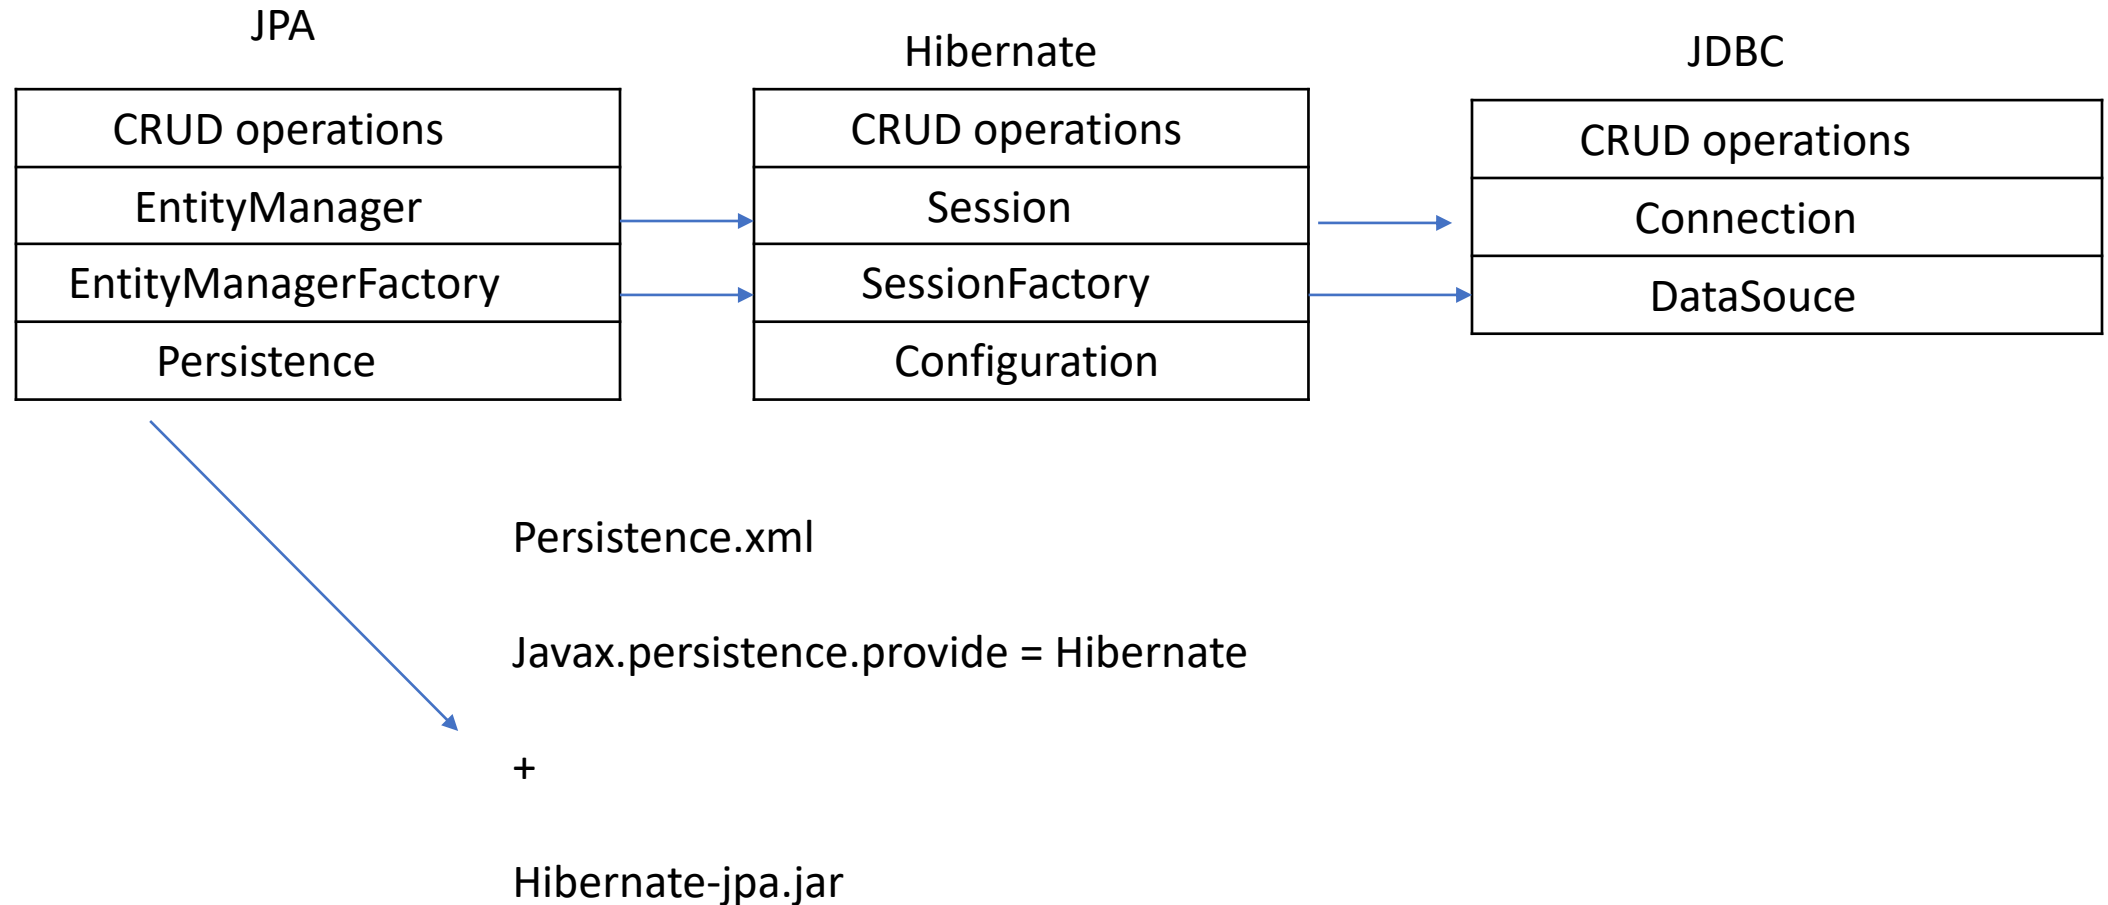 JPA
CRUD operations
EntityManager
EntityManagerFactory
Persistence
Hibernate
CRUD operations
Session
SessionFactory
Configuration
JDBC
CRUD operations
Connection
DataSouce
Persistence.xml
Javax.persistence.provide = Hibernate
+
Hibernate-jpa.jar